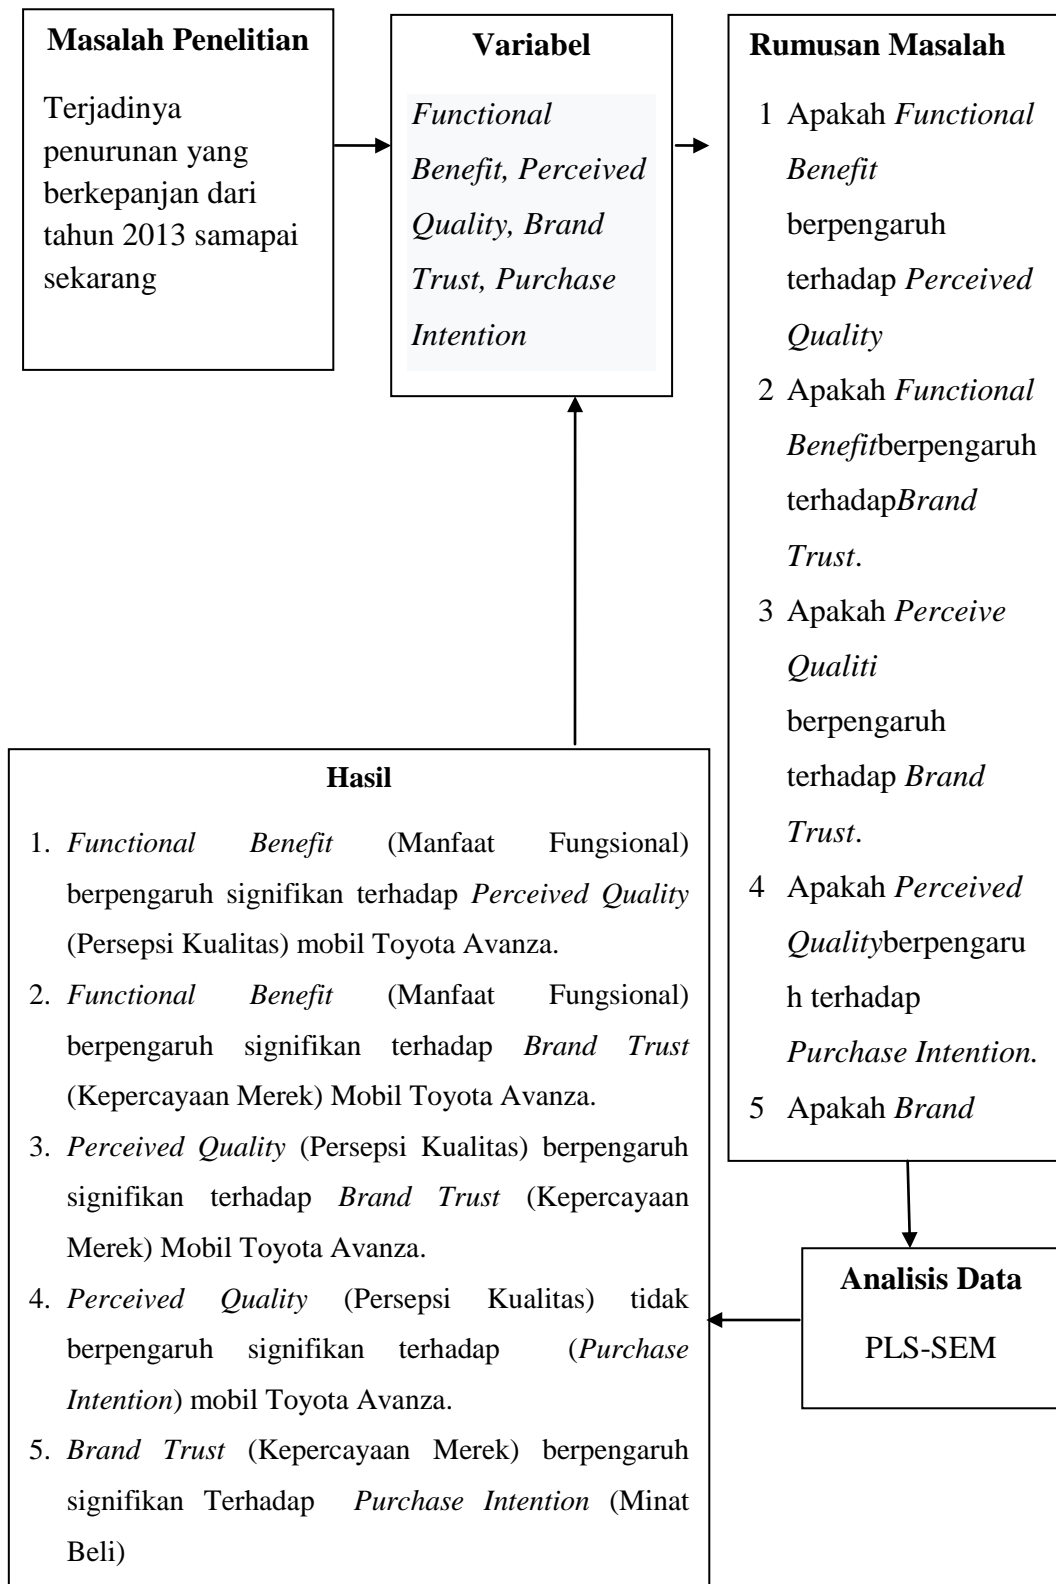 Masalah Penelitian
Terjadinya
penurunan yang
berkepanjan dari
tahun 2013 samapai
sekarang
Variabel
Functional
Benefit, Perceived
Quality, Brand
Trust, Purchase
Intention
Rumusan Masalah
1 Apakah Functional
Benefit
berpengaruh
terhadap Perceived
Quality
2 Apakah Functional
Benefitberpengaruh
terhadapBrand
Trust.
3 Apakah Perceive
Qualiti
berpengaruh
terhadap Brand
Trust.
4 Apakah Perceived
Qualityberpengaru
h terhadap
Purchase Intention.
5 Apakah Brand
Analisis Data
PLS-SEM
Hasil
1. Functional Benefit (Manfaat Fungsional)
berpengaruh signifikan terhadap Perceived Quality
(Persepsi Kualitas) mobil Toyota Avanza.
2. Functional Benefit (Manfaat Fungsional)
berpengaruh signifikan terhadap Brand Trust
(Kepercayaan Merek) Mobil Toyota Avanza.
3. Perceived Quality (Persepsi Kualitas) berpengaruh
signifikan terhadap Brand Trust (Kepercayaan
Merek) Mobil Toyota Avanza.
4. Perceived Quality (Persepsi Kualitas) tidak
berpengaruh signifikan terhadap (Purchase
Intention) mobil Toyota Avanza.
5. Brand Trust (Kepercayaan Merek) berpengaruh
signifikan Terhadap Purchase Intention (Minat
Beli)